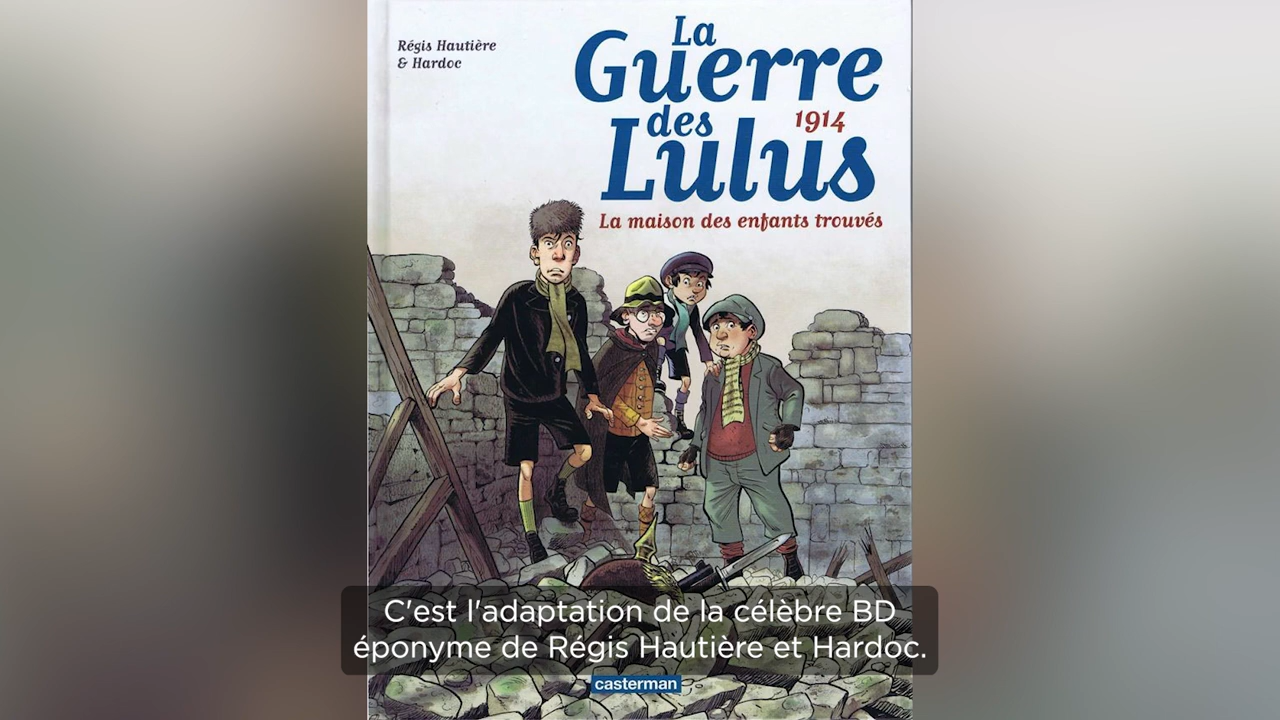 Régis Hautière
& Hardoc
La
Guerre
des 1914
Lulus
La maison des enfants trouvés
C'est l'adaptation de la célèbre BD
éponyme de Régis Hautière et Hardoc.
casterman